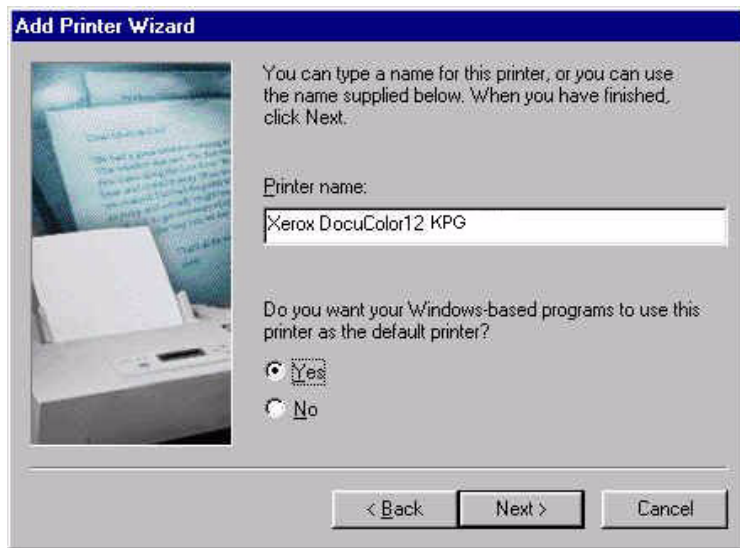 Add Printer Wizard
You can type a name for this printer, or you can use
the name supplied below. When you have finished,
click Next.
Printer name:
Xerox DocuColor12 KPG
Do you want your Windows-based programs to use this
printer as the default printer?
Yes
No
< Back
Next >
Cancel